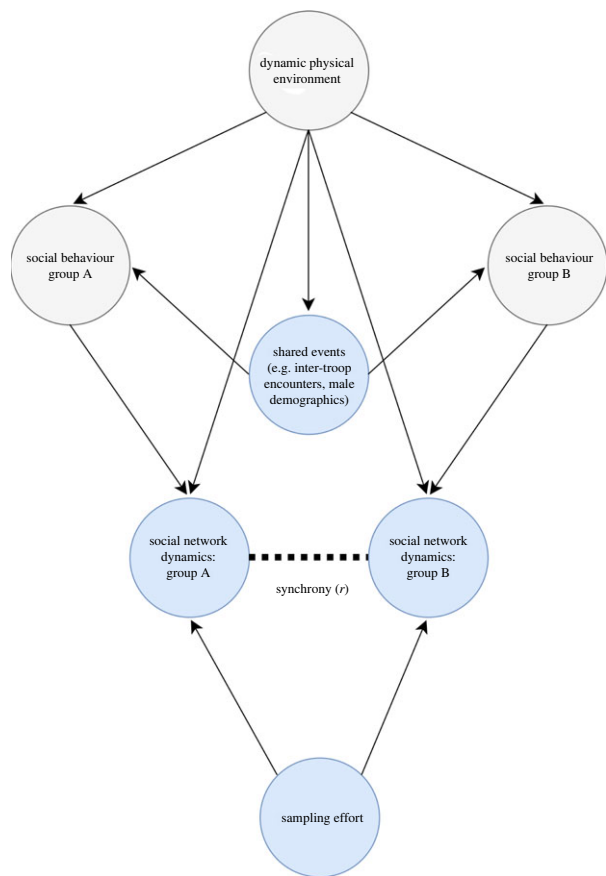 dynamic physical
environment
social behaviour
group A
social behaviour
group B
shared events
(e.g. inter-troop
encounters, male
demographics)
social network
dynamics:
group A
social network
dynamics:
group B
synchrony (r)
sampling effort